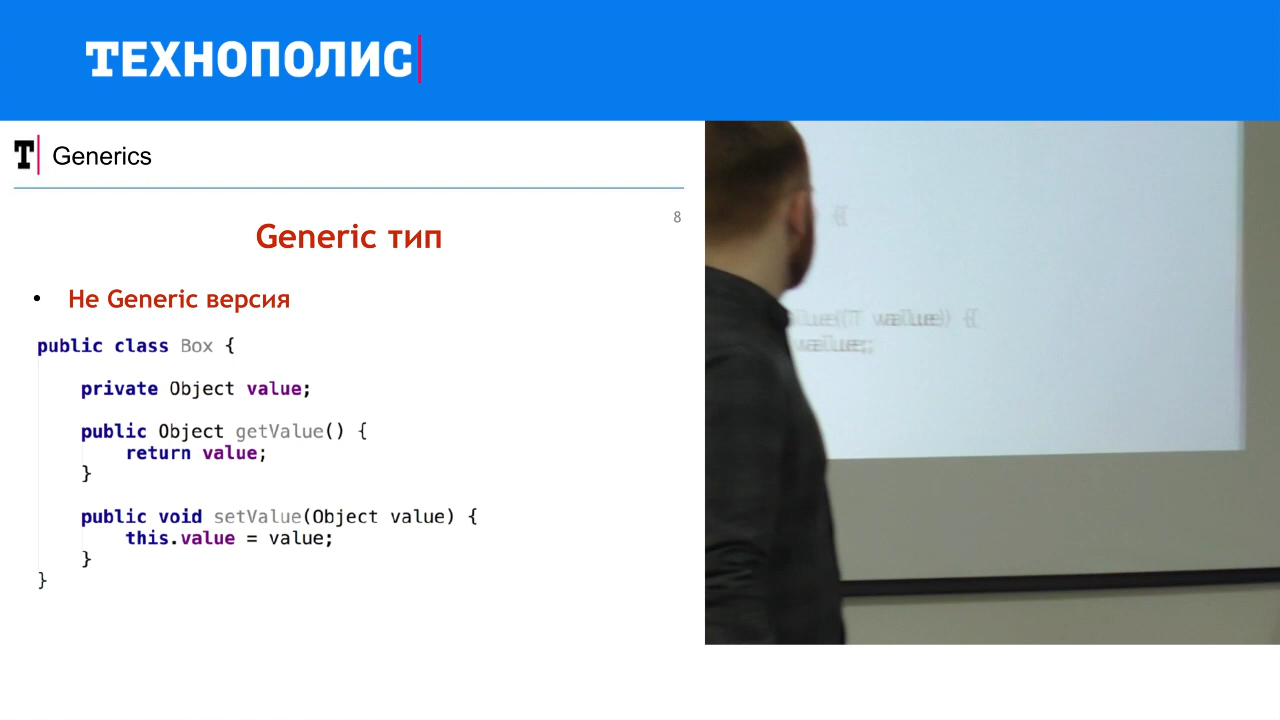 ТЕХНОПОЛИС
T Generics
8
Generic тип
• Не Generic версия
public class Box {
private Object value;
public Object getValue() {
return value;
}
public void setValue(Object value) {
this.value = value;
}
}